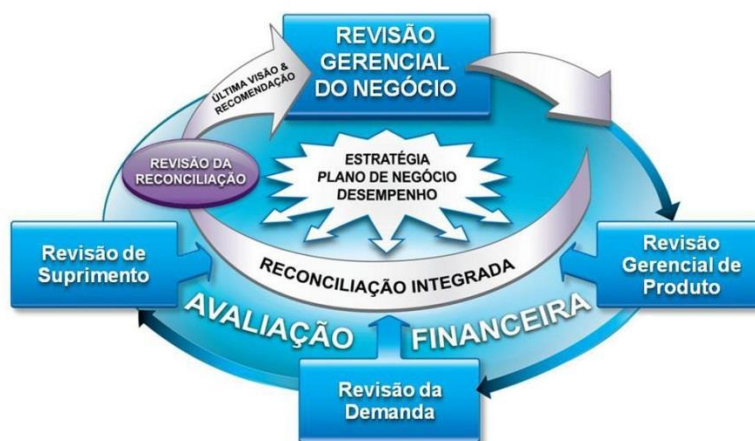 REVISÃO
GERENCIAL
DO NEGÓCIO
ÚLTIMA VISÃO &
RECOMENDAÇÃO
REVISÃO DA
RECONCILIAÇÃO
ESTRATÉGIA
PLANO DE NEGÓCIO
DESEMPENHO
Revisão de
Suprimento
Revisão
Gerencial de
Produto
RECONCILIAÇÃO INTEGRADA
AVALIAÇÃO FINANCEIRA
Revisão da
Demanda